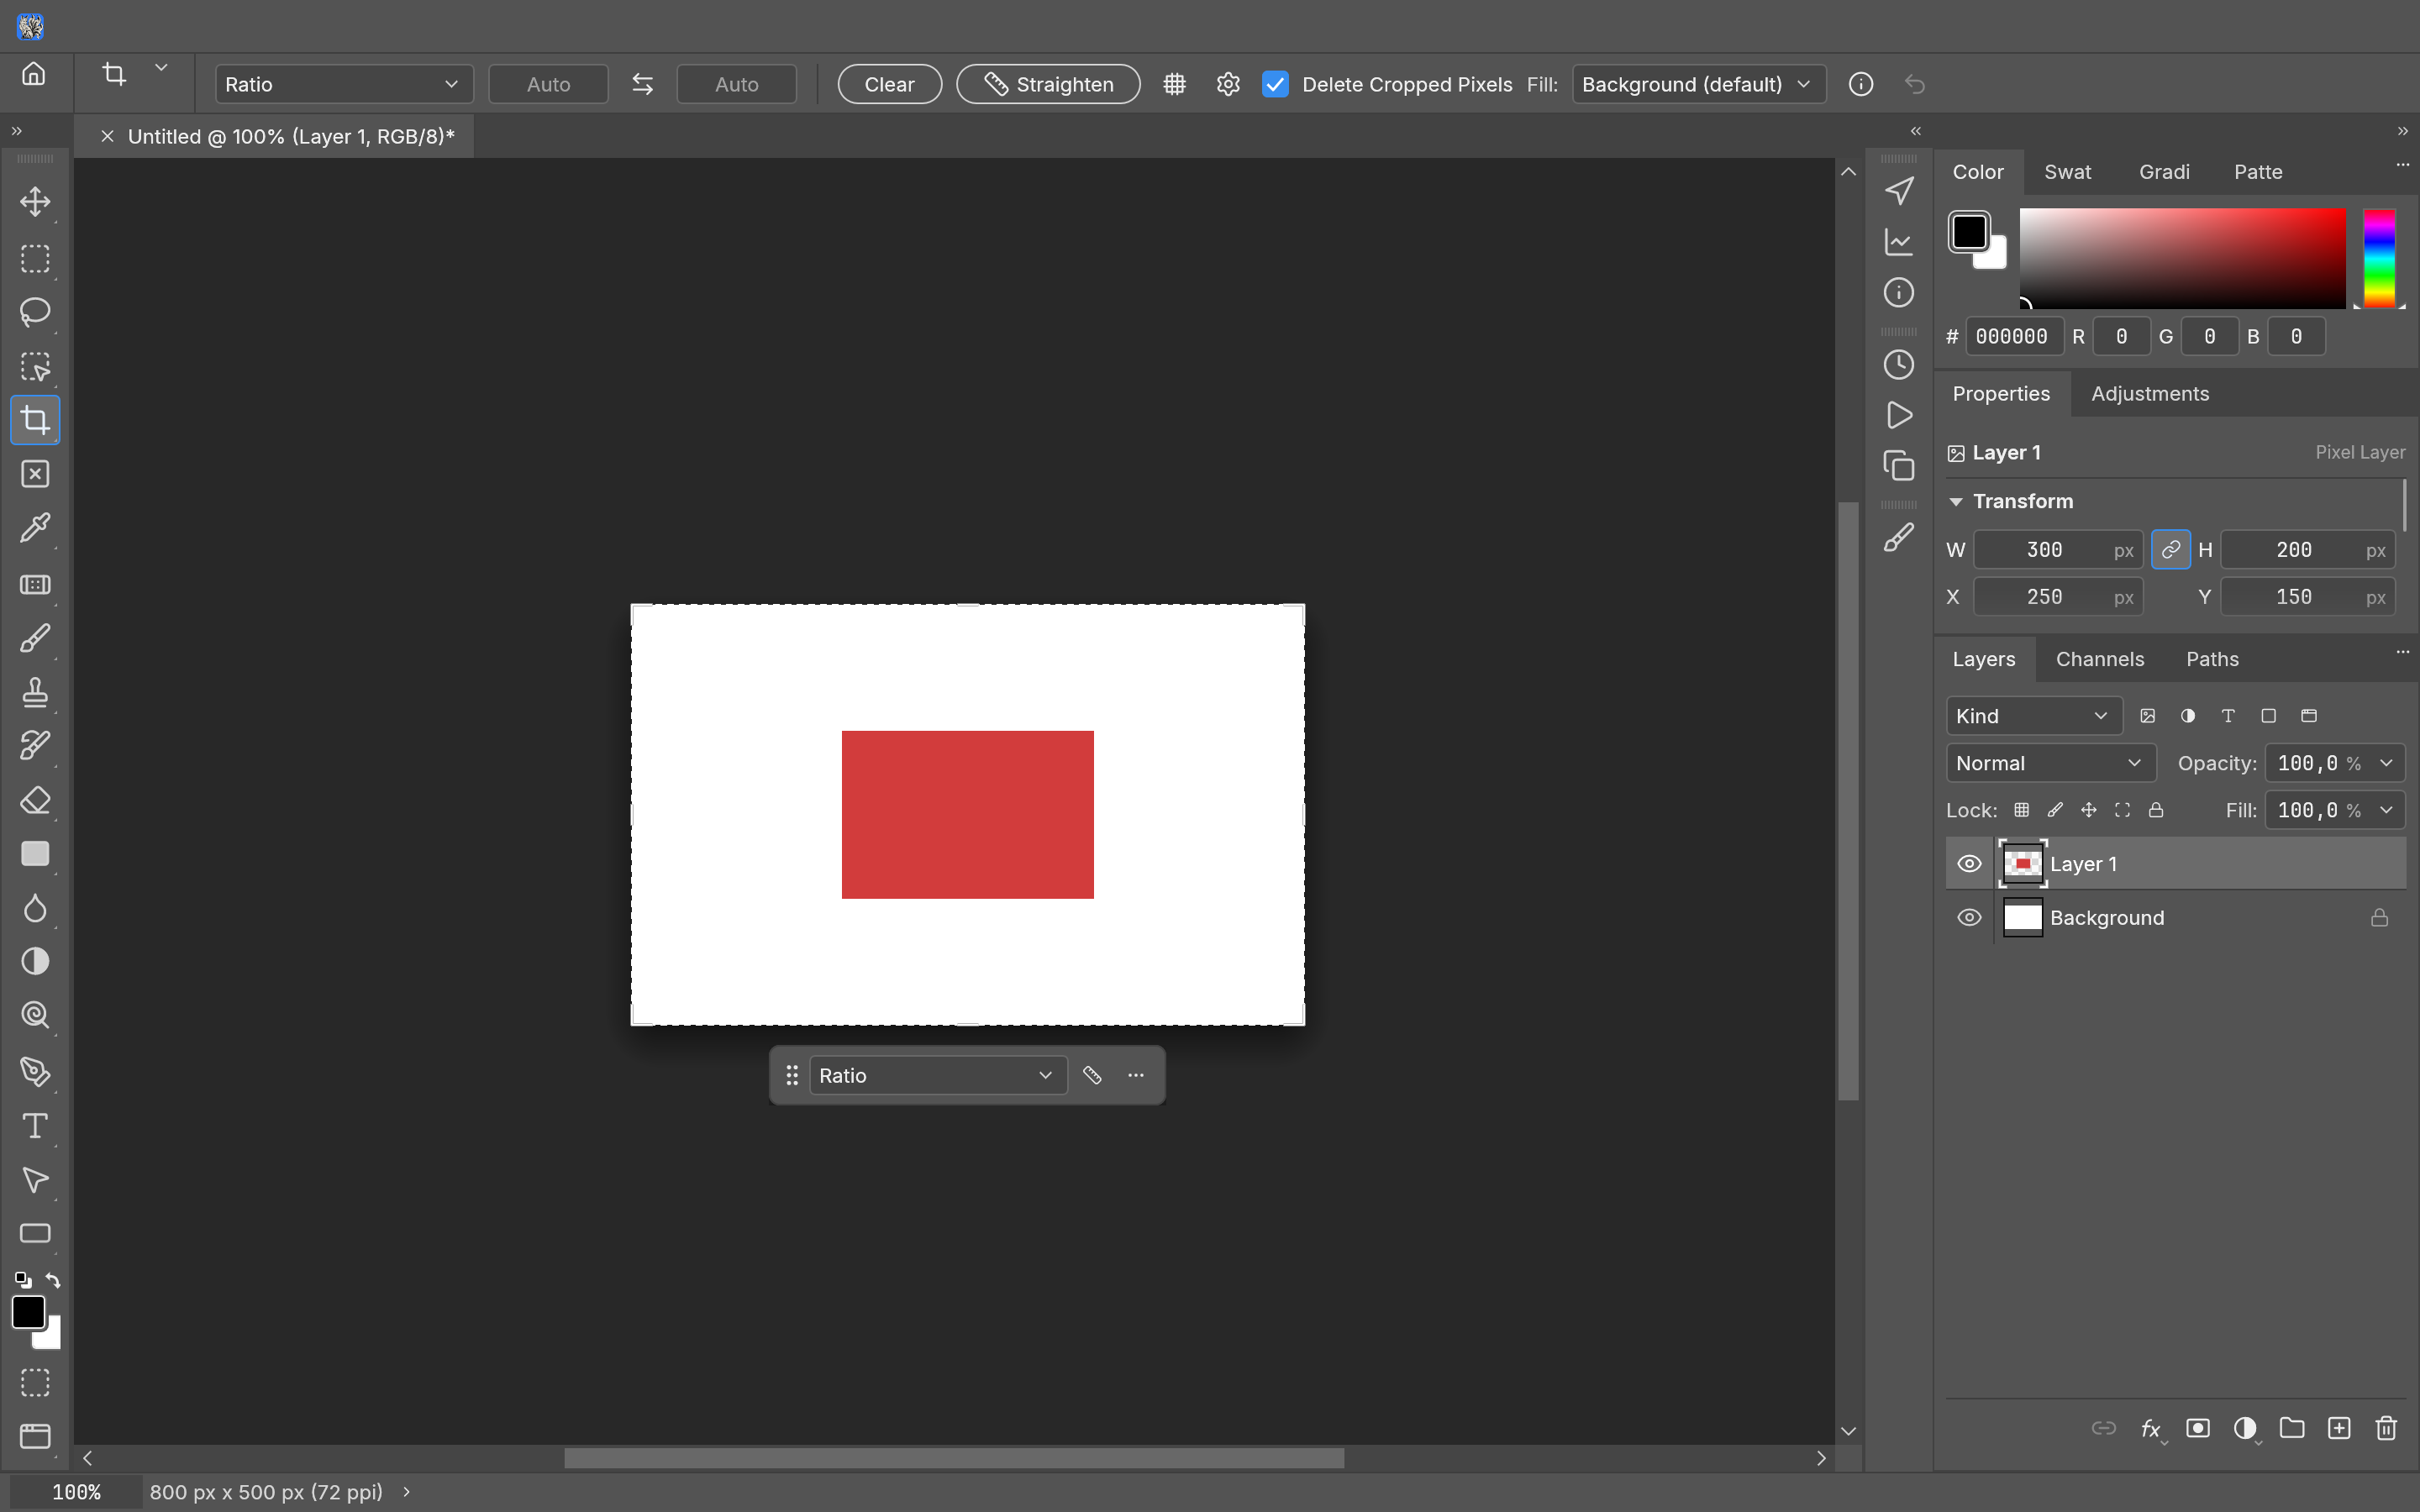 Ratio Auto Auto Clear Straighten Delete Cropped Pixels Fill: Background (default)
Untitled @ 100% (Layer 1, RGB/8)*
Color Swat Gradi Patte
# 000000 R 0 G 0 B 0
Properties Adjustments
Layer 1 Pixel Layer
Transform
W 300 px H 200 px
X 250 px Y 150 px
Layers Channels Paths
Kind
Normal Opacity: 100,0 %
Lock: Fill: 100,0 %
Layer 1
Background
Ratio
fx
100% 800 px x 500 px (72 ppi)